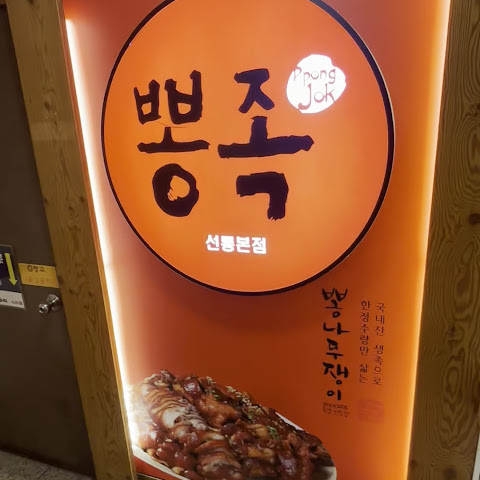 뽕족
Ppong
Jok
선릉본점
뽕나무쟁이
국내산 생족으로
한정수량만 삶는